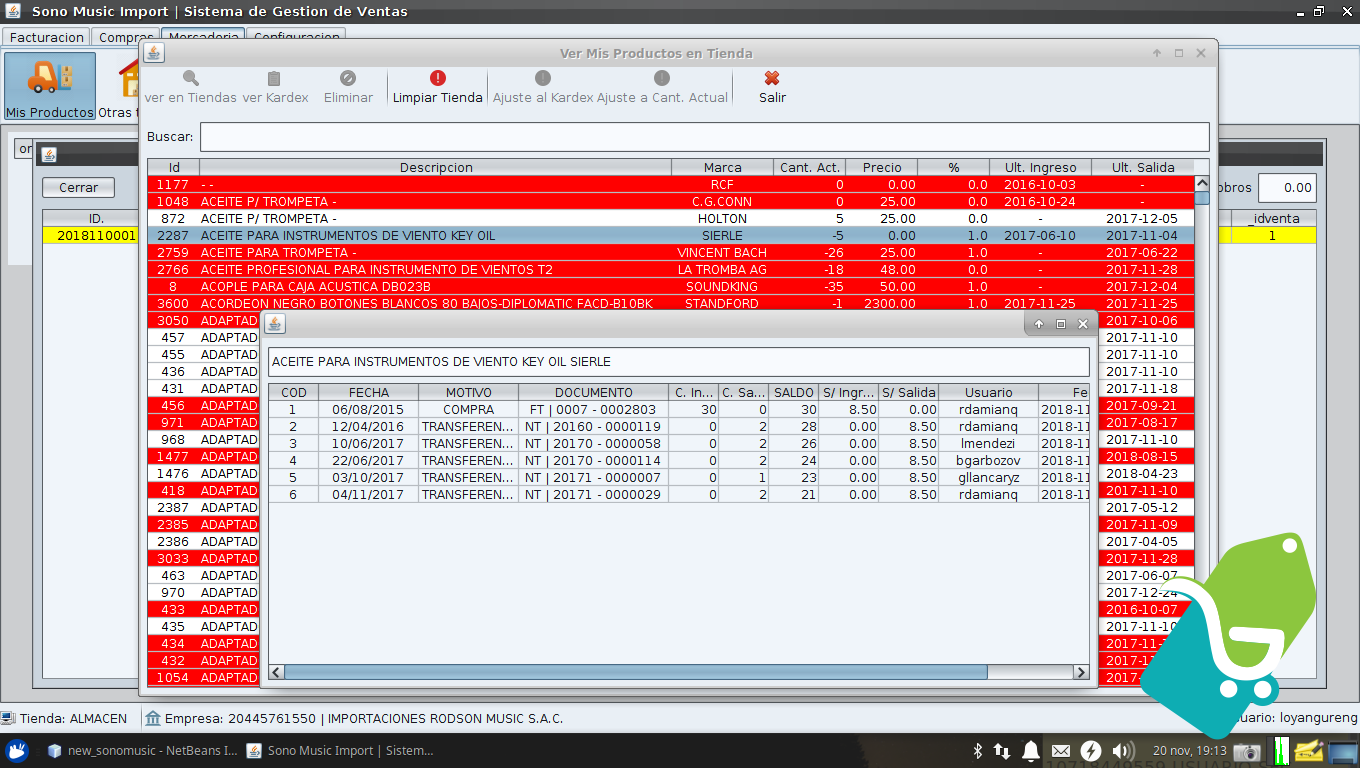 Sono Music Import | Sistema de Gestion de Ventas
Facturacion Compras Mercaderia Configuracion
Mis Productos Otras
Ver Mis Productos en Tienda
ver en Tiendas ver Kardex Eliminar Limpiar Tienda Ajuste al Kardex Ajuste a Cant. Actual Salir
Buscar:
Cerrar
ID.
2018110001
obros 0.00
_idventa
1
Id Descripcion Marca Cant. Act. Precio % Ult. Ingreso Ult. Salida
1177 - - RCF 0 0.00 0.0 2016-10-03 -
1048 ACEITE P/ TROMPETA - C.G.CONN 0 25.00 0.0 2016-10-24 -
872 ACEITE P/ TROMPETA - HOLTON 5 25.00 0.0 - 2017-12-05
2287 ACEITE PARA INSTRUMENTOS DE VIENTO KEY OIL SIERLE -5 0.00 1.0 2017-06-10 2017-11-04
2759 ACEITE PARA TROMPETA - VINCENT BACH -26 25.00 1.0 - 2017-06-22
2766 ACEITE PROFESIONAL PARA INSTRUMENTO DE VIENTOS T2 LA TROMBA AG -18 48.00 0.0 - 2017-11-28
8 ACOPLE PARA CAJA ACUSTICA DB023B SOUNDKING -35 50.00 1.0 - 2017-12-04
3600 ACORDEON NEGRO BOTONES BLANCOS 80 BAJOS-DIPLOMATIC FACD-B10BK STANDFORD -1 2300.00 1.0 2017-11-25 2017-11-25
3050 ADAPTAD 2017-10-06
457 ADAPTAD 2017-11-10
455 ADAPTAD 2017-11-10
436 ADAPTAD 2017-11-10
431 ADAPTAD 2017-11-18
456 ADAPTAD 2017-09-21
971 ADAPTAD 2017-08-17
968 ADAPTAD 2017-11-10
1477 ADAPTAD 2018-08-15
1476 ADAPTAD 2018-04-23
418 ADAPTAD 2017-11-10
2387 ADAPTAD 2017-05-12
2385 ADAPTAD 2017-11-09
2386 ADAPTAD 2017-04-05
3033 ADAPTAD 2017-11-28
463 ADAPTAD 2017-06-07
970 ADAPTAD 2017-12-24
433 ADAPTAD 2016-10-07
435 ADAPTAD 2017-11-10
434 ADAPTAD 2017-11-
432 ADAPTAD 2017-1
1054 ADAPTAD 2017-
ACEITE PARA INSTRUMENTOS DE VIENTO KEY OIL SIERLE
COD FECHA MOTIVO DOCUMENTO C. In... C. Sa... SALDO S/ Ingr... S/ Salida Usuario Fe
1 06/08/2015 COMPRA FT | 0007 - 0002803 30 0 30 8.50 0.00 rdamianq 2018-11
2 12/04/2016 TRANSFEREN... NT | 20160 - 0000119 0 2 28 0.00 8.50 rdamianq 2018-11
3 10/06/2017 TRANSFEREN... NT | 20170 - 0000058 0 2 26 0.00 8.50 lmendezi 2018-11
4 22/06/2017 TRANSFEREN... NT | 20170 - 0000114 0 2 24 0.00 8.50 bgarbozov 2018-11
5 03/10/2017 TRANSFEREN... NT | 20171 - 0000007 0 1 23 0.00 8.50 gllancaryz 2018-11
6 04/11/2017 TRANSFEREN... NT | 20171 - 0000029 0 2 21 0.00 8.50 rdamianq 2018-11
Tienda: ALMACEN Empresa: 20445761550 | IMPORTACIONES RODSON MUSIC S.A.C. uario: loyangureng
new_sonomusic - NetBeans I... Sono Music Import | Sistem... 20 nov, 19:13